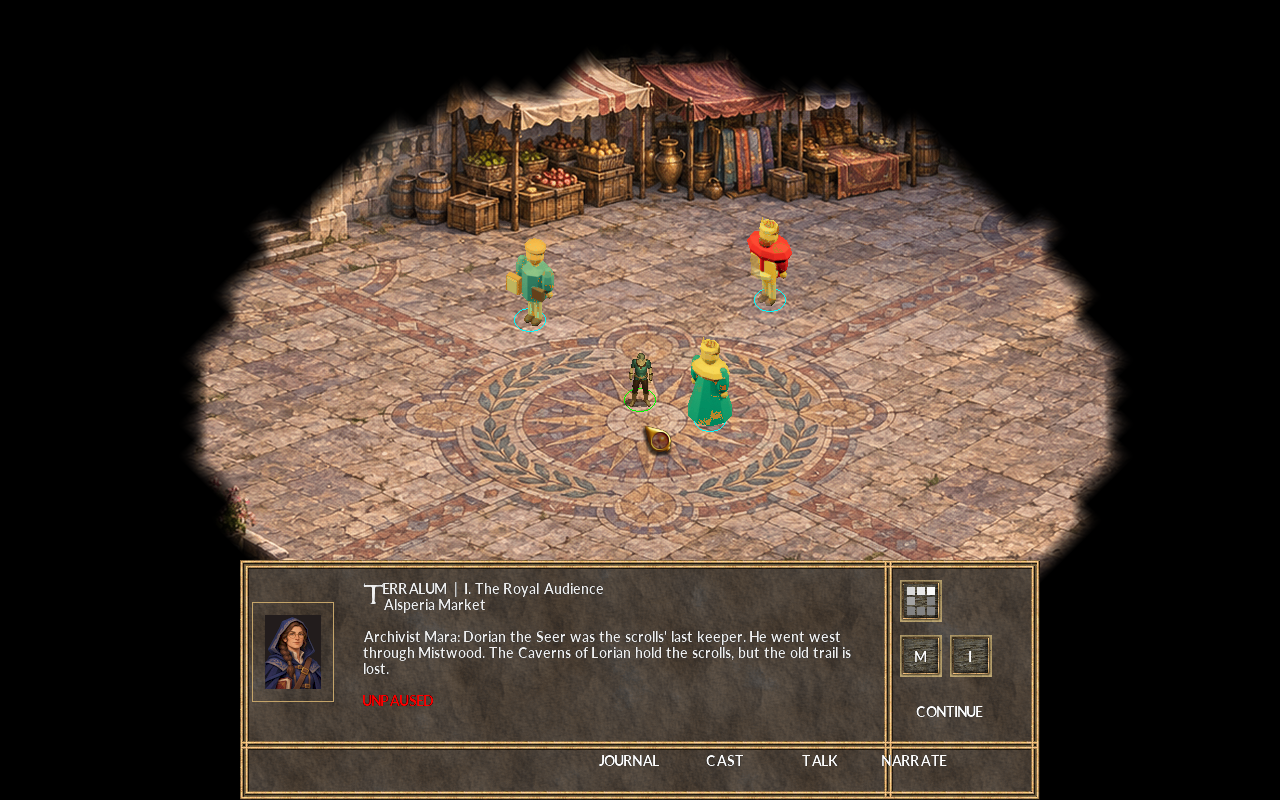 TERRALUM | I. The Royal Audience
Alsperia Market
Archivist Mara: Dorian the Seer was the scrolls' last keeper. He went west
through Mistwood. The Caverns of Lorian hold the scrolls, but the old trail is
lost.
UNPAUSED
M I
CONTINUE
JOURNAL CAST TALK NARRATE